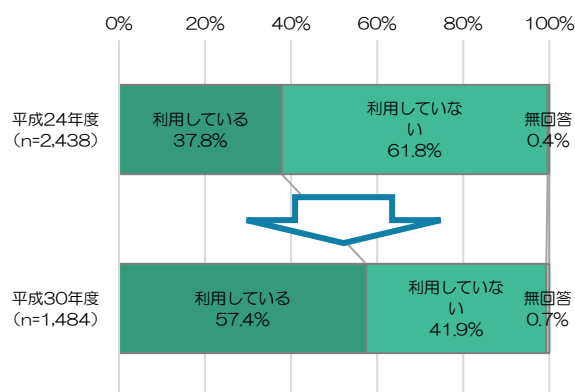 0% 20% 40% 60% 80% 100%
平成24年度
（n=2,438）
利用している
37.8%
利用していな
い
61.8%
無回答
0.4%
平成30年度
（n=1,484）
利用している
57.4%
利用していな
い
41.9%
無回答
0.7%